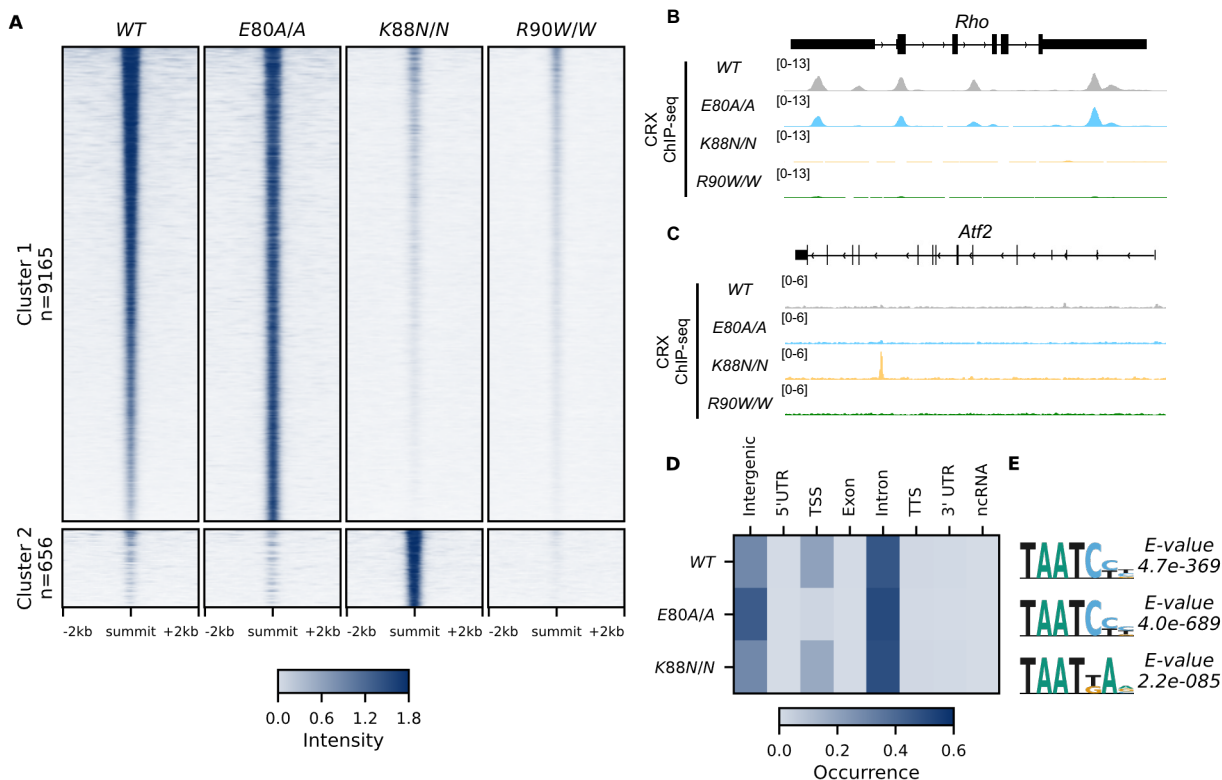 A
WT
E80A/A
K88N/N
R90W/W
Cluster 1
n=9165
Cluster 2
n=656
-2kb summit +2kb
-2kb summit +2kb
-2kb summit +2kb
-2kb summit +2kb
0.0 0.6 1.2 1.8
Intensity
B
Rho
CRX
ChIP-seq
WT
[0-13]
E80A/A
[0-13]
K88N/N
[0-13]
R90W/W
[0-13]
C
Atf2
CRX
ChIP-seq
WT
[0-6]
E80A/A
[0-6]
K88N/N
[0-6]
R90W/W
[0-6]
D
Intergenic
5'UTR
TSS
Exon
Intron
TTS
3' UTR
ncRNA
WT
E80A/A
K88N/N
0.0 0.2 0.4 0.6
Occurrence
E
TAATC
E-value
4.7e-369
TAATC
E-value
4.0e-689
TAAT
E-value
2.2e-085